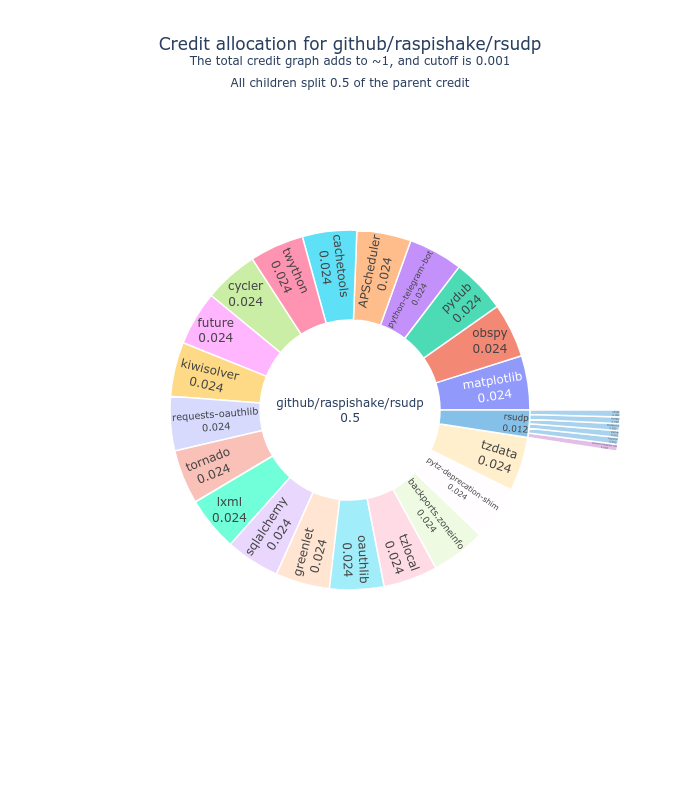 Credit allocation for github/raspishake/rsudp
The total credit graph adds to ~1, and cutoff is 0.001
All children split 0.5 of the parent credit
github/raspishake/rsudp
0.5
matplotlib
0.024
obspy
0.024
pydub
0.024
python-telegram-bot
0.024
APScheduler
0.024
cachetools
0.024
twython
0.024
cycler
0.024
future
0.024
kiwisolver
0.024
requests-oauthlib
0.024
tornado
0.024
lxml
0.024
sqlalchemy
0.024
greenlet
0.024
oauthlib
0.024
tzlocal
0.024
backports.zoneinfo
0.024
pytz-deprecation-shim
0.024
tzdata
0.024
rsudp
0.012